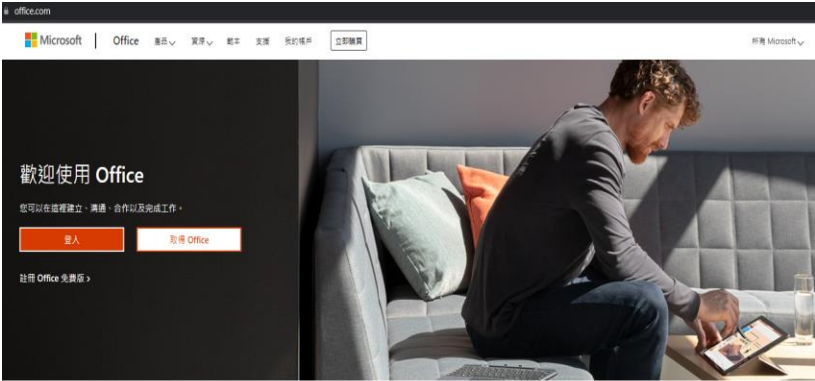 office.com
Microsoft | Office 產品 資源 範本 支援 我的帳戶 立即購買 所有 Microsoft
歡迎使用 Office
您可以在這裡建立、溝通、合作以及完成工作。
登入 取得 Office
註冊 Office 免費版 >